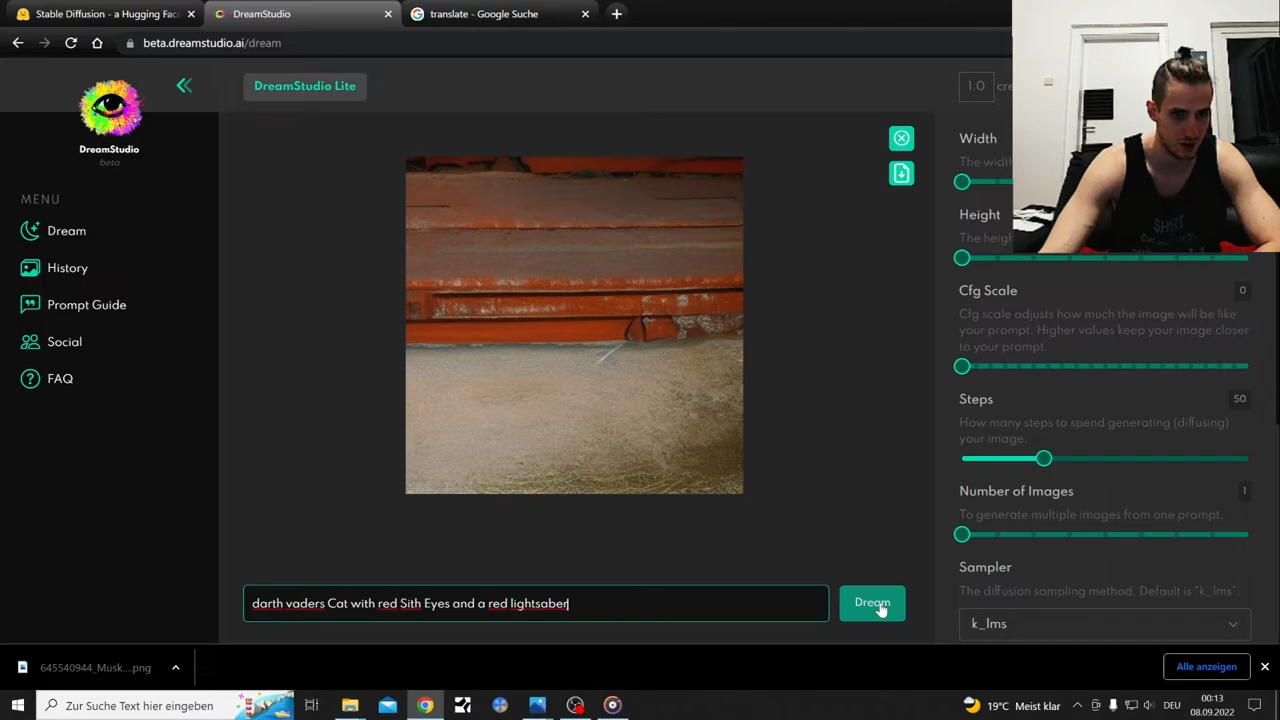 Stable Diffusion - a Hugging Face
DreamStudio
translate - Google Suche
beta.dreamstudio.ai/dream
DreamStudio Lite
1.0
DreamStudio
beta
MENU
Dream
History
Prompt Guide
Social
FAQ
Width
The width
Height
The heigh
Cfg Scale
0
Cfg scale adjusts how much the image will be like
your prompt. Higher values keep your image closer
to your prompt.
Steps
50
How many steps to spend generating (diffusing)
your image.
Number of Images
1
To generate multiple images from one prompt.
Sampler
The diffusion sampling method. Default is "k_lms".
k_lms
darth vaders Cat with red Sith Eyes and a red lightsaber
Dream
645540944_Musk....png
Alle anzeigen
Zur Suche Text hier eingeben
19°C Meist klar
DEU
00:13
08.09.2022